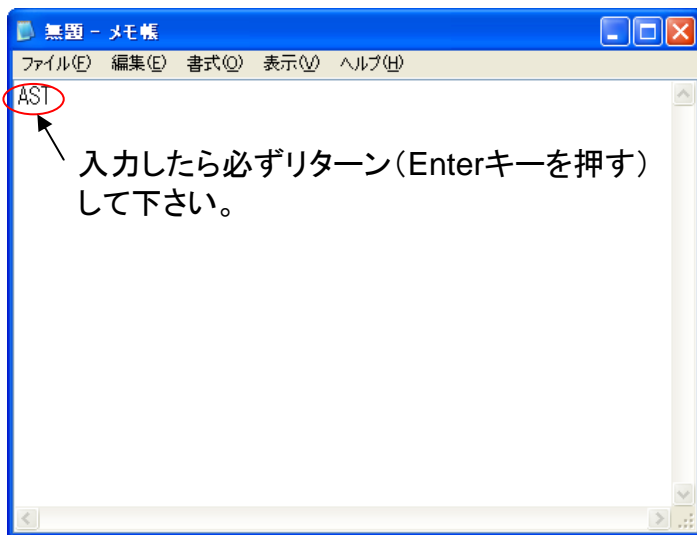 無題 - メモ帳
ファイル(F) 編集(E) 書式(O) 表示(V) ヘルプ(H)
AST
入力したら必ずリターン(Enterキーを押す)
して下さい。